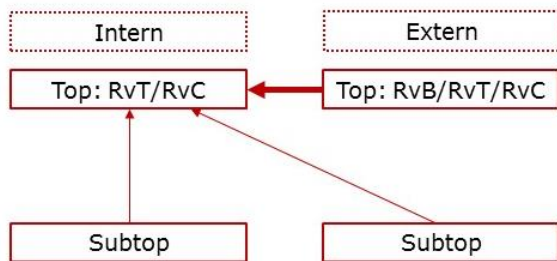 Intern
Extern
Top: RvT/RvC
Top: RvB/RvT/RvC
Subtop
Subtop